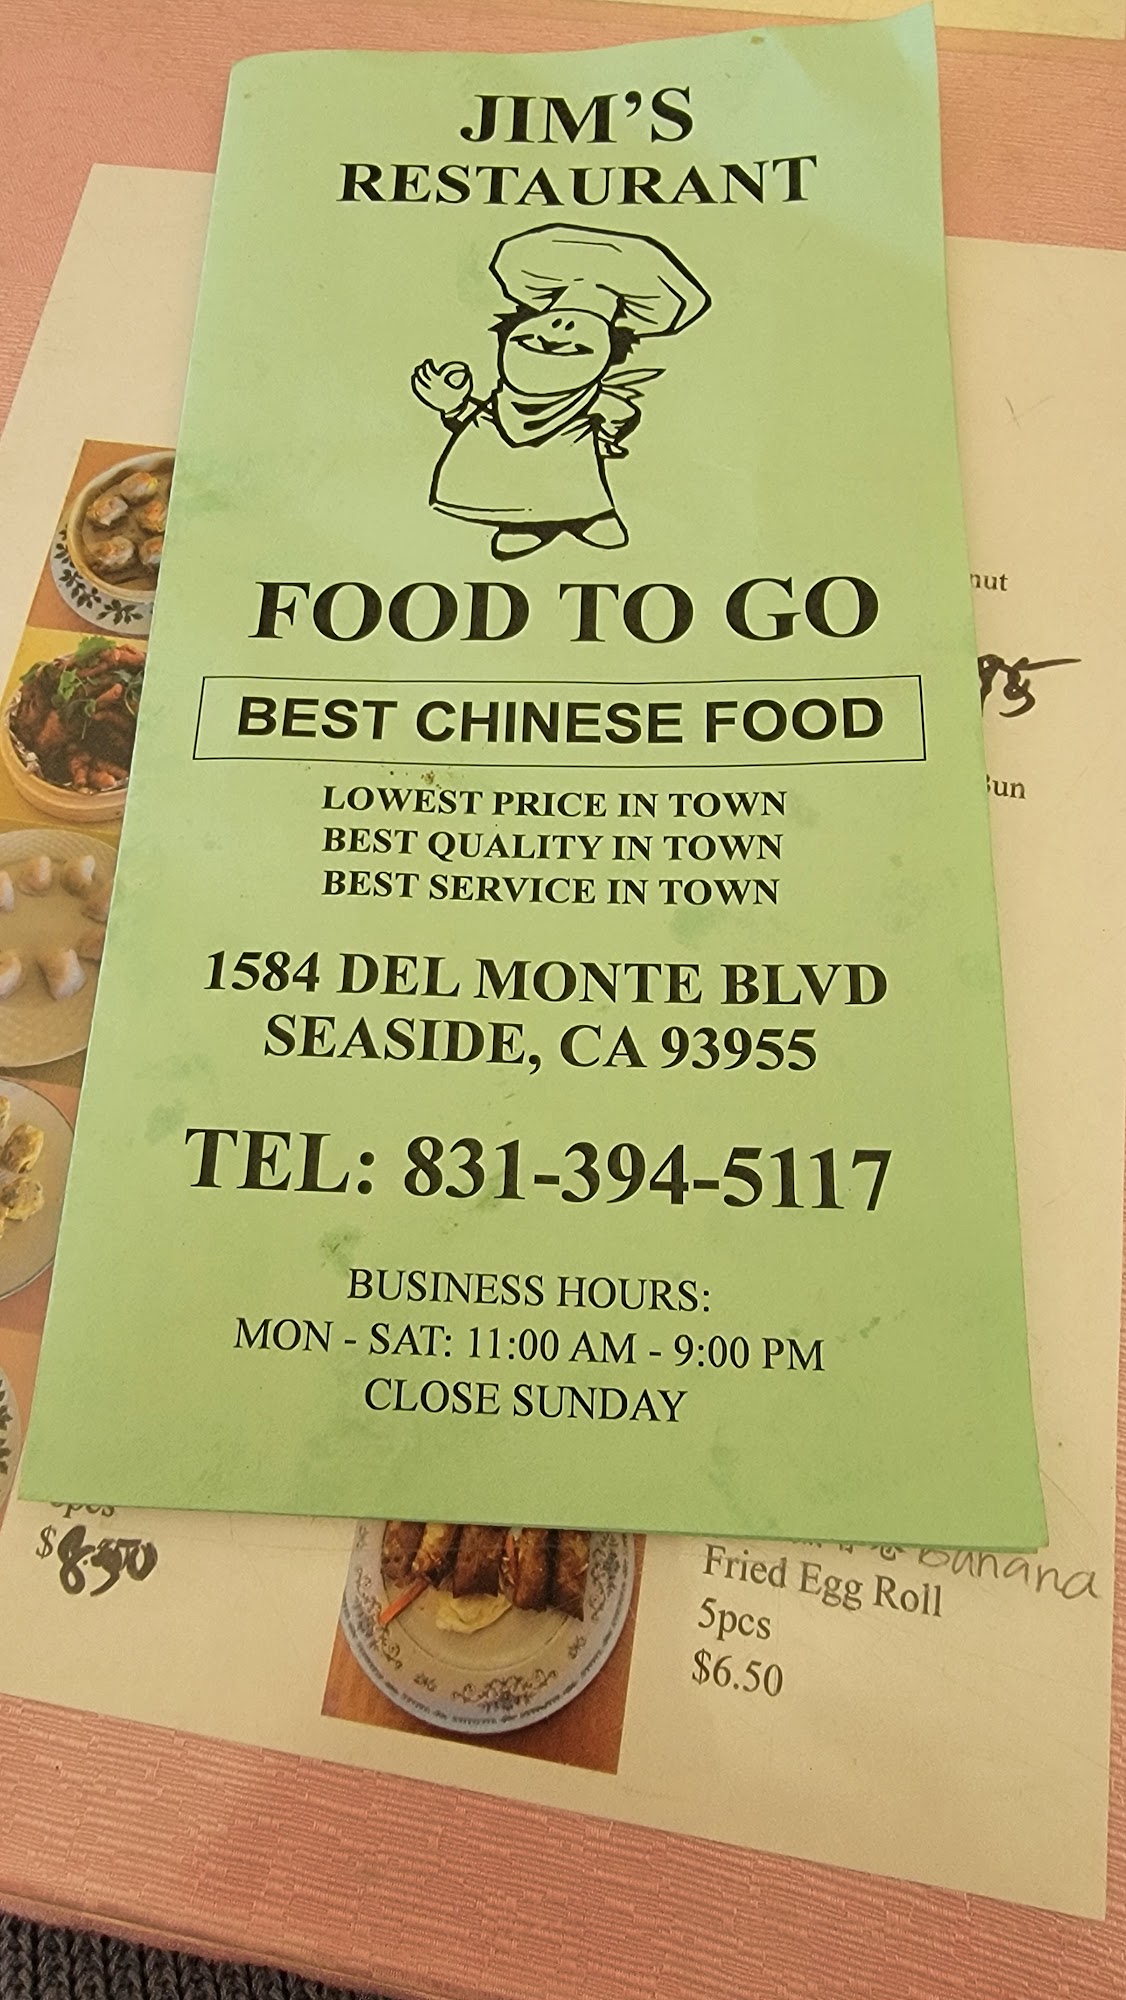 JIM'S
RESTAURANT
FOOD TO GO
BEST CHINESE FOOD
LOWEST PRICE IN TOWN
BEST QUALITY IN TOWN
BEST SERVICE IN TOWN
1584 DEL MONTE BLVD
SEASIDE, CA 93955
TEL: 831-394-5117
BUSINESS HOURS:
MON - SAT: 11:00 AM - 9:00 PM
CLOSE SUNDAY
nut
95
Bun
$8.50
Banana
Fried Egg Roll
5pcs
$6.50